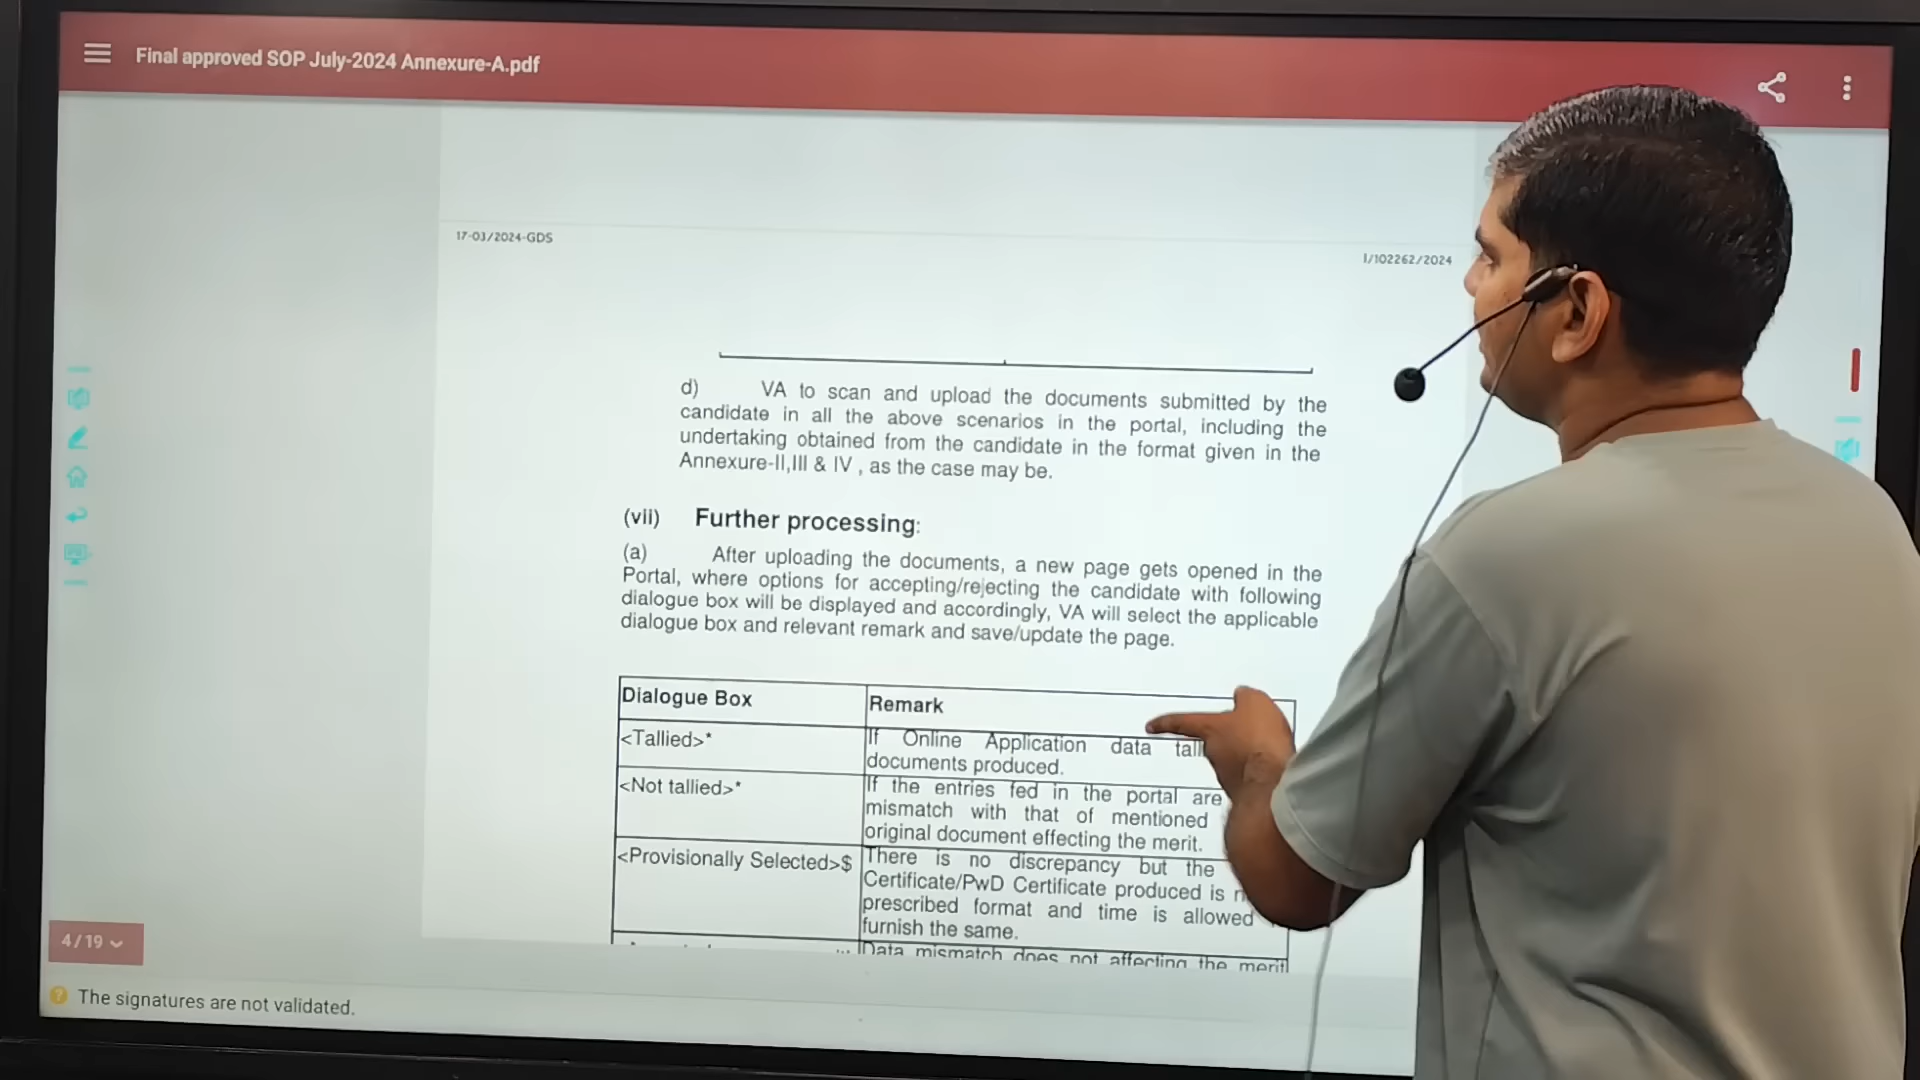 Final approved SOP July-2024 Annexure-A.pdf
17-03/2024-GDS
I/102262/2024
d) VA to scan and upload the documents submitted by the
candidate in all the above scenarios in the portal, including the
undertaking obtained from the candidate in the format given in the
Annexure-II,III & IV , as the case may be.
(vii) Further processing:
(a) After uploading the documents, a new page gets opened in the
Portal, where options for accepting/rejecting the candidate with following
dialogue box will be displayed and accordingly, VA will select the applicable
dialogue box and relevant remark and save/update the page.
Dialogue Box Remark
<Tallied>* If Online Application data
documents produced.
<Not tallied>* If the entries fed in the portal are
mismatch with that of mentioned
original document effecting the merit.
<Provisionally Selected>$ There is no discrepancy but the
Certificate/PwD Certificate produced is
prescribed format and time is allowed
furnish the same.
Data mismatch does not affecting the merit
4/19
The signatures are not validated.